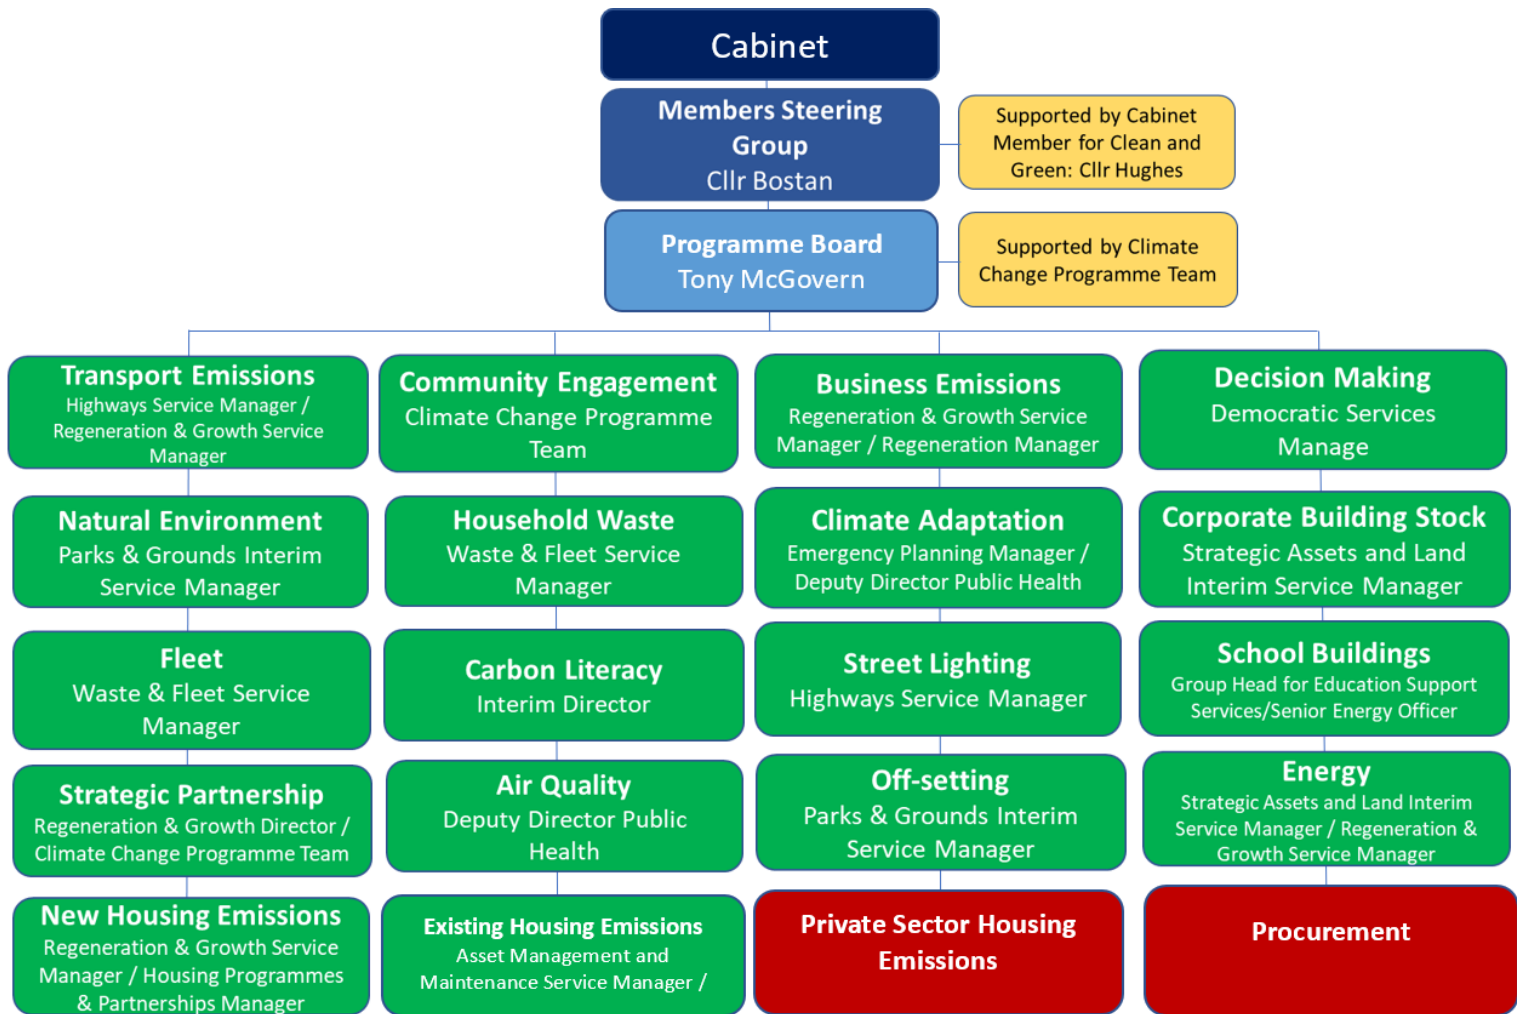 Cabinet
Members Steering
Group
Cllr Bostan
Supported by Cabinet
Member for Clean and
Green: Cllr Hughes
Programme Board
Tony McGovern
Supported by Climate
Change Programme Team
Transport Emissions
Highways Service Manager /
Regeneration & Growth Service
Manager
Community Engagement
Climate Change Programme
Team
Business Emissions
Regeneration & Growth Service
Manager / Regeneration Manager
Decision Making
Democratic Services
Manage
Natural Environment
Parks & Grounds Interim
Service Manager
Household Waste
Waste & Fleet Service
Manager
Climate Adaptation
Emergency Planning Manager /
Deputy Director Public Health
Corporate Building Stock
Strategic Assets and Land
Interim Service Manager
Fleet
Waste & Fleet Service
Manager
Carbon Literacy
Interim Director
Street Lighting
Highways Service Manager
School Buildings
Group Head for Education Support
Services/Senior Energy Officer
Strategic Partnership
Regeneration & Growth Director /
Climate Change Programme Team
Air Quality
Deputy Director Public
Health
Off-setting
Parks & Grounds Interim
Service Manager
Energy
Strategic Assets and Land Interim
Service Manager / Regeneration &
Growth Service Manager
New Housing Emissions
Regeneration & Growth Service
Manager / Housing Programmes
& Partnerships Manager
Existing Housing Emissions
Asset Management and
Maintenance Service Manager /
Private Sector Housing
Emissions
Procurement